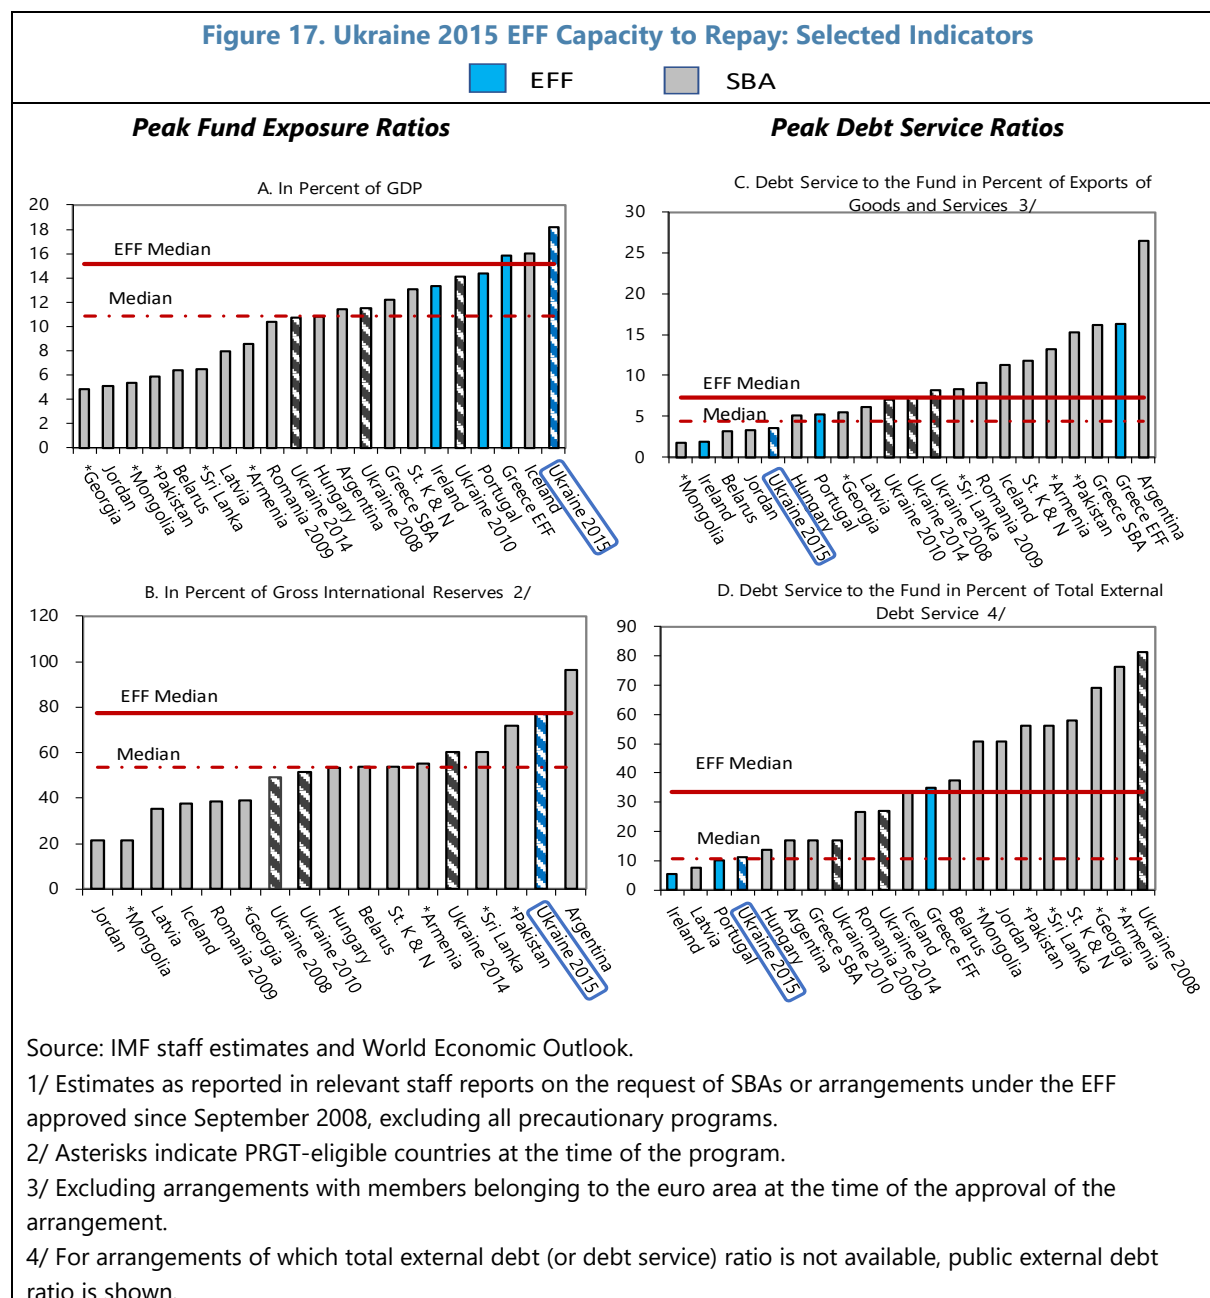 Figure 17. Ukraine 2015 EFF Capacity to Repay: Selected Indicators
EFF
SBA
Peak Fund Exposure Ratios
A. In Percent of GDP
20
18
16
14
12
10
8
6
4
2
0
EFF Median
Median
*Georgia
Jordan
*Mongolia
*Pakistan
Belarus
*Sri Lanka
Latvia
*Armenia
Romania 2009
Ukraine 2014
Hungary
Argentina
Ukraine 2008
Greece SBA
St. K & N
Ireland
Ukraine 2010
Portugal
Greece EFF
Iceland
Ukraine 2015
B. In Percent of Gross International Reserves 2/
120
100
80
60
40
20
0
EFF Median
Median
Jordan
*Mongolia
Latvia
Iceland
Romania 2009
*Georgia
Ukraine 2008
Ukraine 2010
Hungary
Belarus
St. K & N
*Armenia
Ukraine 2014
*Sri Lanka
*Pakistan
Ukraine 2015
Argentina
Peak Debt Service Ratios
C. Debt Service to the Fund in Percent of Exports of
Goods and Services 3/
30
25
20
15
10
5
0
EFF Median
Median
*Mongolia
Ireland
Belarus
Jordan
Ukraine 2015
Hungary
Portugal
*Georgia
Latvia
Ukraine 2010
Ukraine 2014
Ukraine 2008
*Sri Lanka
Romania 2009
Iceland
St. K & N
*Armenia
*Pakistan
Greece SBA
Greece EFF
Argentina
D. Debt Service to the Fund in Percent of Total External
Debt Service 4/
90
80
70
60
50
40
30
20
10
0
EFF Median
Median
Ireland
Latvia
Portugal
Ukraine 2015
Hungary
Argentina
Greece SBA
Ukraine 2010
Romania 2009
Ukraine 2014
Iceland
Greece EFF
Belarus
*Mongolia
Jordan
*Pakistan
*Sri Lanka
St. K & N
*Georgia
*Armenia
Ukraine 2008
Source: IMF staff estimates and World Economic Outlook.
1/ Estimates as reported in relevant staff reports on the request of SBAs or arrangements under the EFF
approved since September 2008, excluding all precautionary programs.
2/ Asterisks indicate PRGT-eligible countries at the time of the program.
3/ Excluding arrangements with members belonging to the euro area at the time of the approval of the
arrangement.
4/ For arrangements of which total external debt (or debt service) ratio is not available, public external debt
ratio is shown.